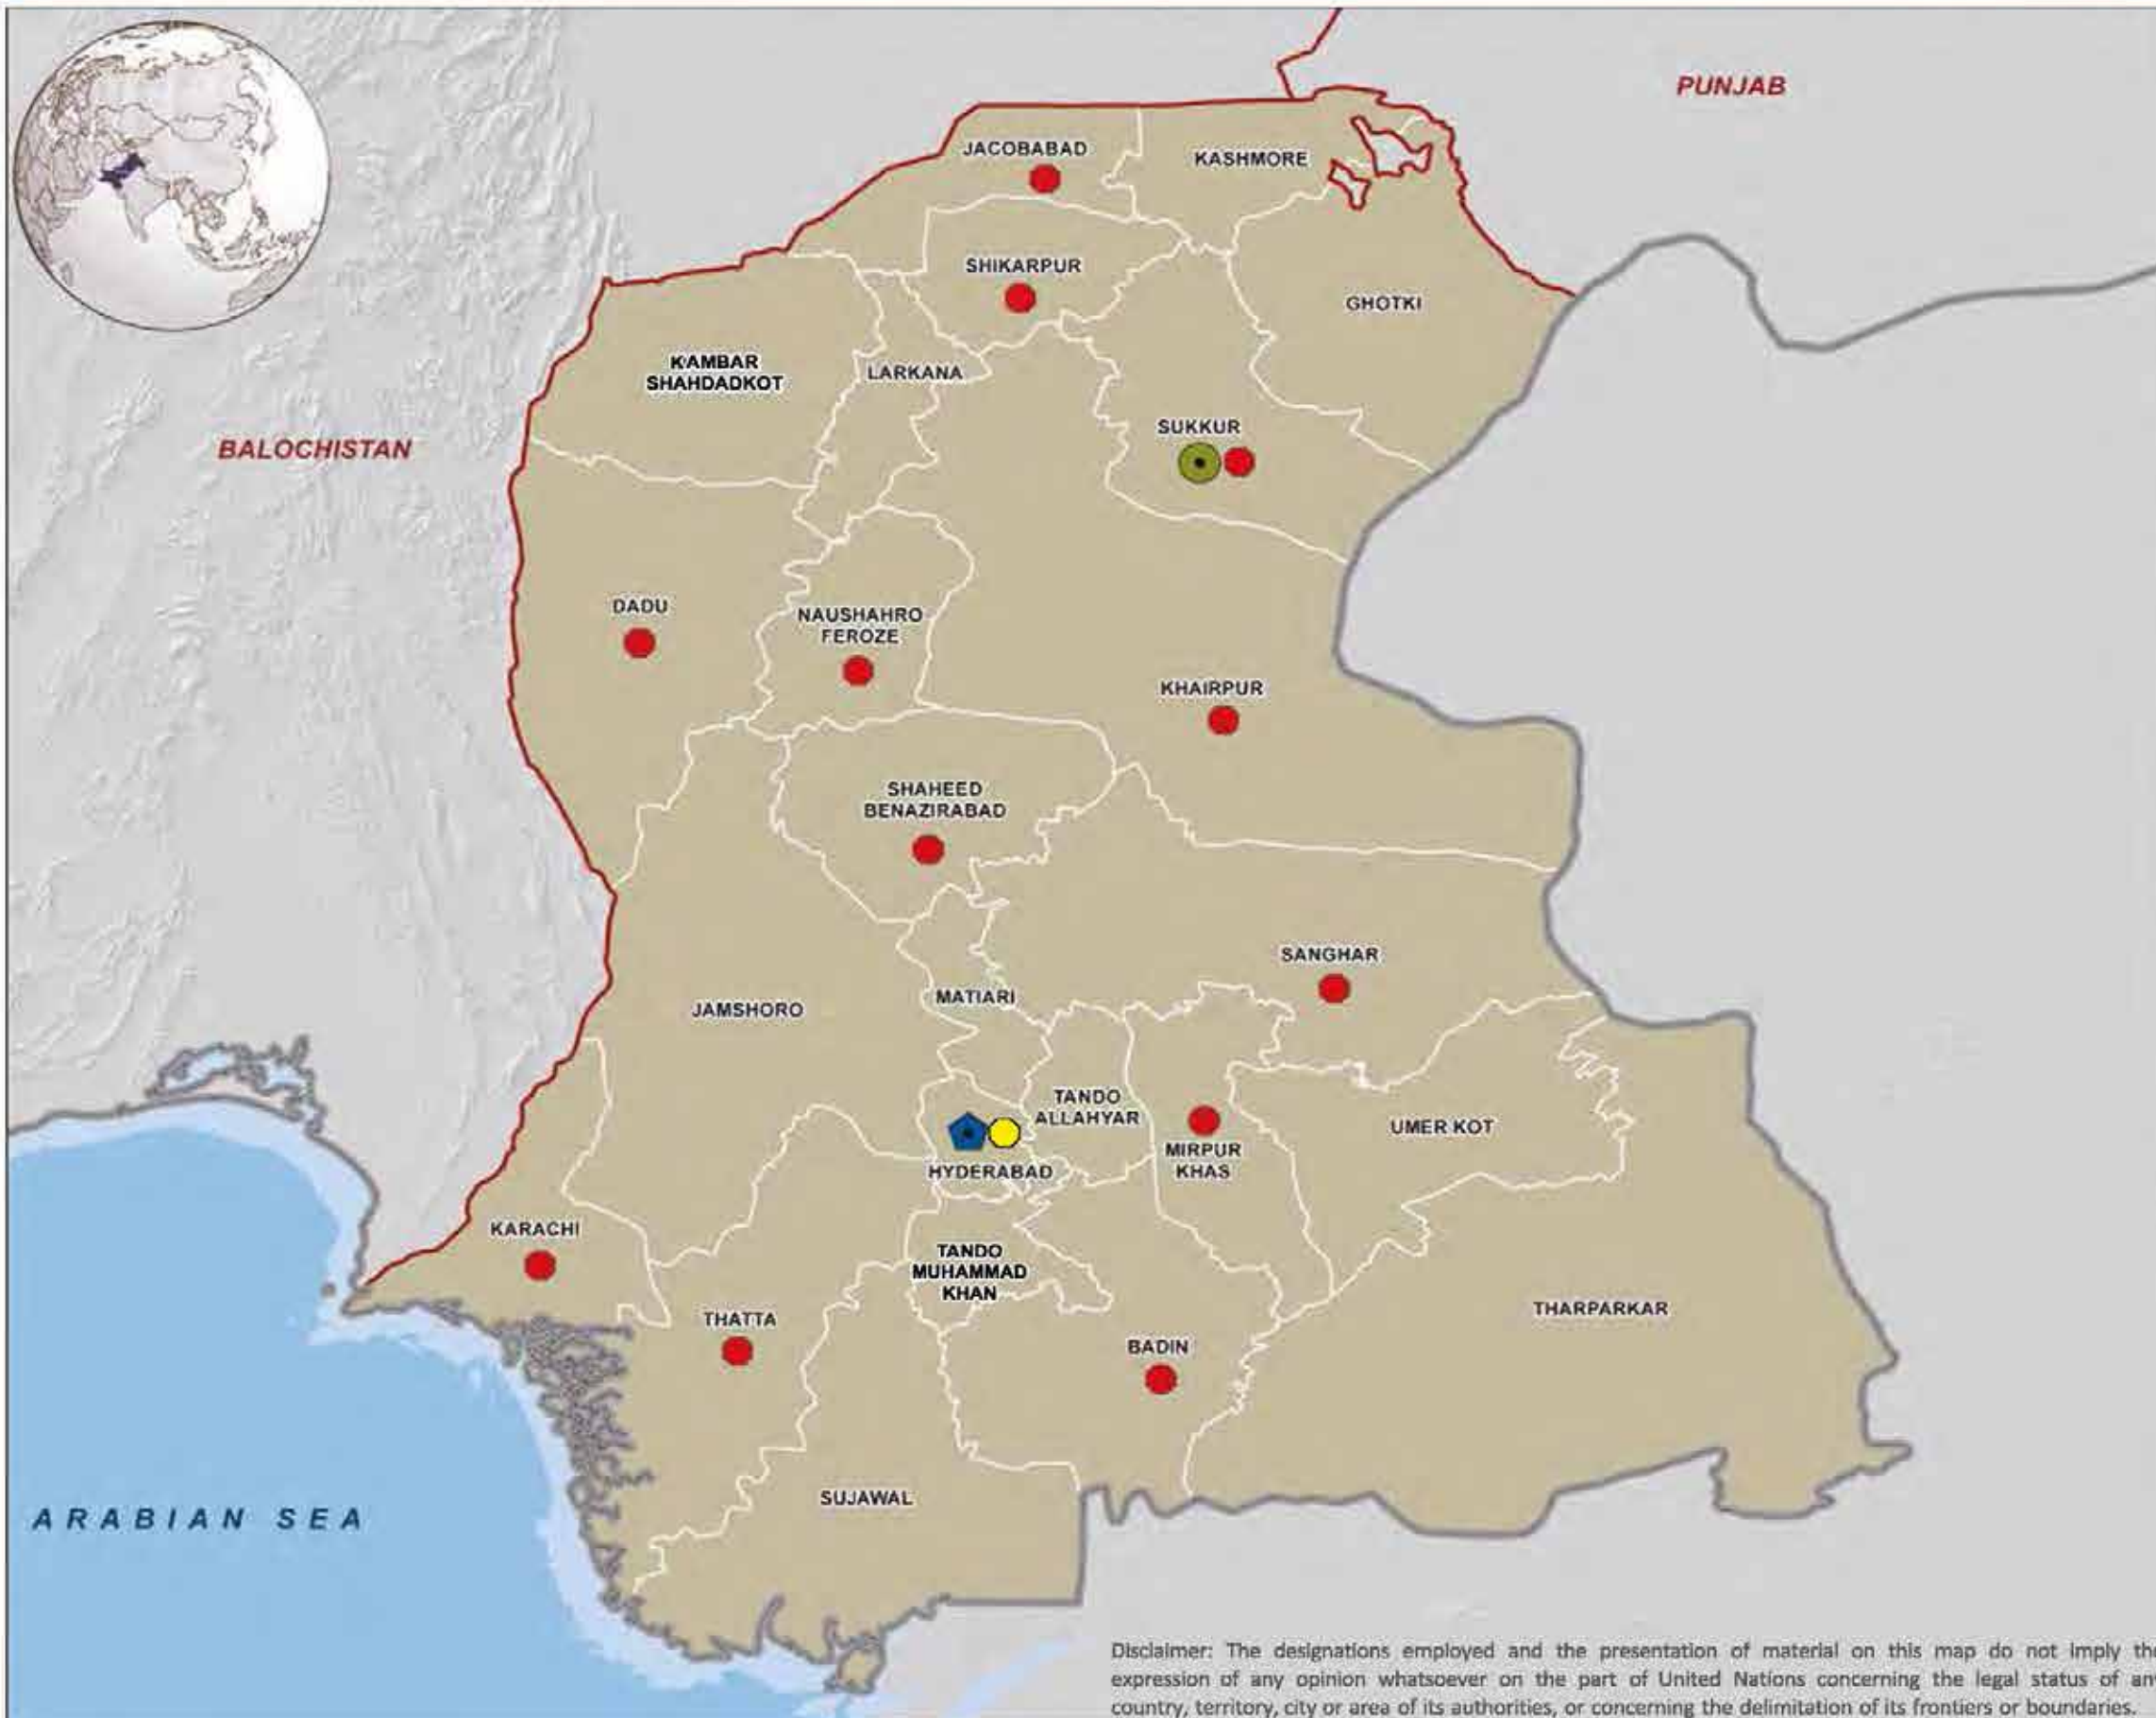 PUNJAB
JACOBABAD
KASHMORE
SHIKARPUR
GHOTKI
KAMBAR
SHAHDADKOT
LARKANA
SUKKUR
BALOCHISTAN
DADU
NAUSHAHRO
FEROZE
KHAIRPUR
SHAHEED
BENAZIRABAD
SANGHAR
MATIARI
JAMSHORO
TANDO
ALLAHYAR
UMER KOT
MIRPUR
KHAS
HYDERABAD
KARACHI
TANDO
MUHAMMAD
KHAN
THARPARKAR
THATTA
BADIN
SUJAWAL
ARABIAN SEA
Disclaimer: The designations employed and the presentation of material on this map do not imply the
expression of any opinion whatsoever on the part of United Nations concerning the legal status of any
country, territory, city or area of its authorities, or concerning the delimitation of its frontiers or boundaries.